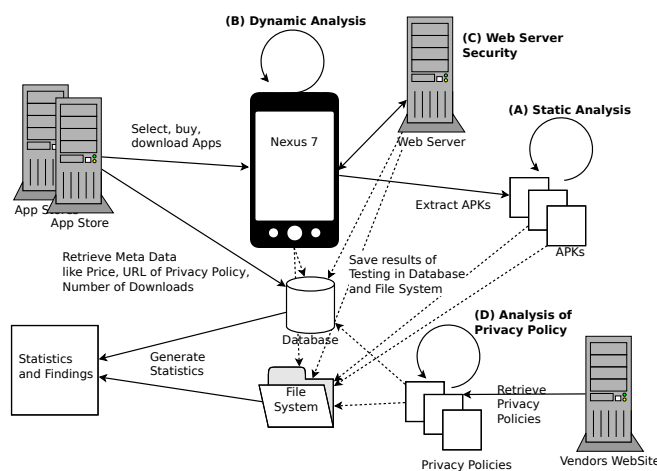 (B) Dynamic Analysis
(C) Web Server
Security
(A) Static Analysis
Select, buy,
download Apps
Nexus 7
Web Server
App Store
App Store
Extract APKs
APKs
Retrieve Meta Data
like Price, URL of Privacy Policy,
Number of Downloads
Save results of
Testing in Database
and File System
Database
(D) Analysis of
Privacy Policy
Statistics
and Findings
Generate
Statistics
File
System
Retrieve
Privacy
Policies
Privacy Policies
Vendors WebSite